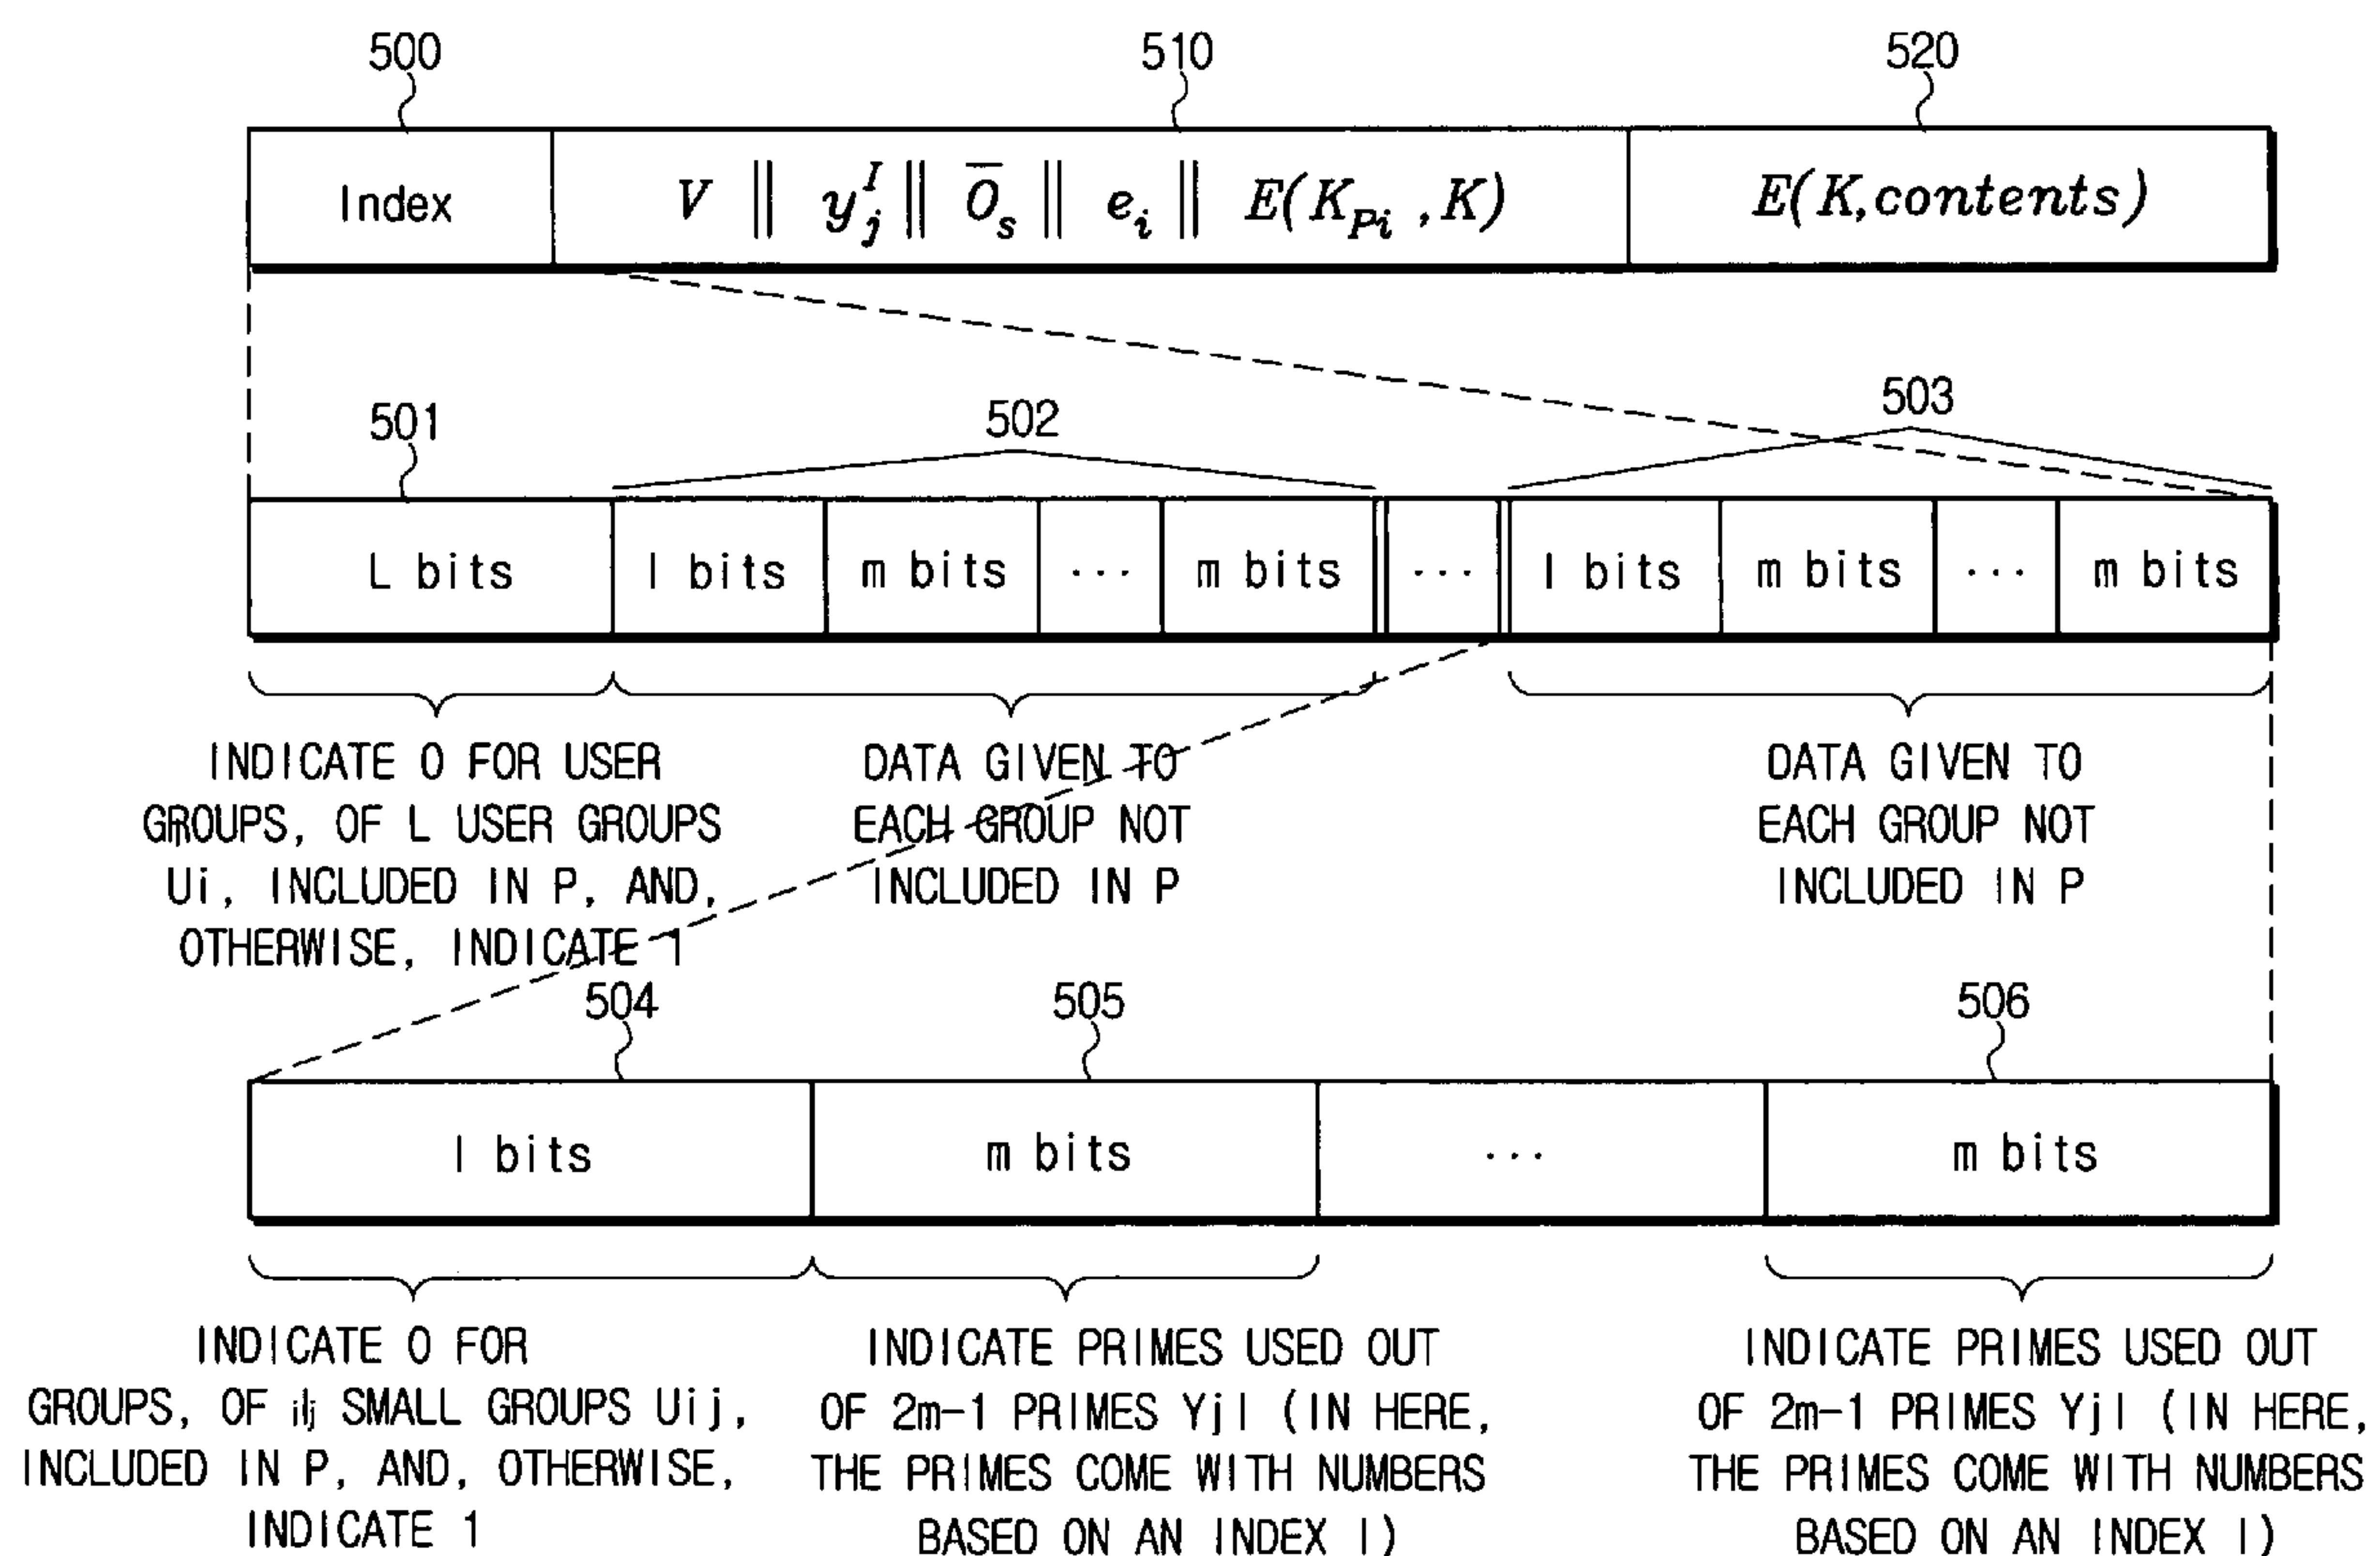 500 510 520
Index V || y_j^I || O̅_s || e_i || E(K_Pi , K) E(K,contents)
501 502 503
L bits l bits m bits ... m bits ... l bits m bits ... m bits
INDICATE 0 FOR USER
GROUPS, OF L USER GROUPS
Ui, INCLUDED IN P, AND,
OTHERWISE, INDICATE 1
DATA GIVEN TO
EACH GROUP NOT
INCLUDED IN P
DATA GIVEN TO
EACH GROUP NOT
INCLUDED IN P
504 505 506
l bits m bits ... m bits
INDICATE 0 FOR
GROUPS, OF SMALL GROUPS Uij,
INCLUDED IN P, AND, OTHERWISE,
INDICATE 1
INDICATE PRIMES USED OUT
OF 2m-1 PRIMES YjI (IN HERE,
THE PRIMES COME WITH NUMBERS
BASED ON AN INDEX I)
INDICATE PRIMES USED OUT
OF 2m-1 PRIMES YjI (IN HERE,
THE PRIMES COME WITH NUMBERS
BASED ON AN INDEX I)